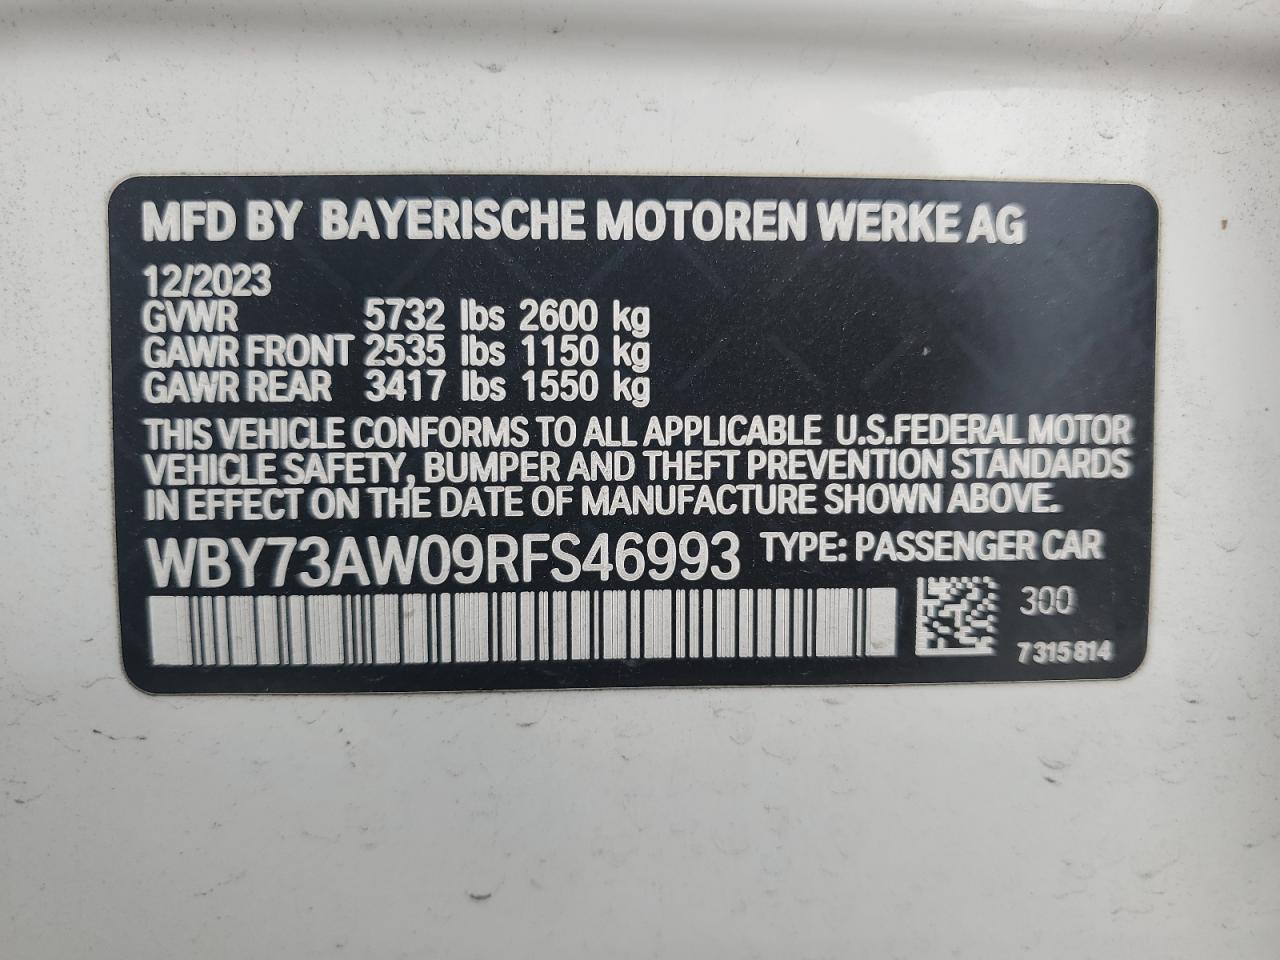 MFD BY BAYERISCHE MOTOREN WERKE AG
12/2023
GVWR 5732 lbs 2600 kg
GAWR FRONT 2535 lbs 1150 kg
GAWR REAR 3417 lbs 1550 kg
THIS VEHICLE CONFORMS TO ALL APPLICABLE U.S.FEDERAL MOTOR
VEHICLE SAFETY, BUMPER AND THEFT PREVENTION STANDARDS
IN EFFECT ON THE DATE OF MANUFACTURE SHOWN ABOVE.
WBY73AW09RFS46993 TYPE: PASSENGER CAR
300
7315814